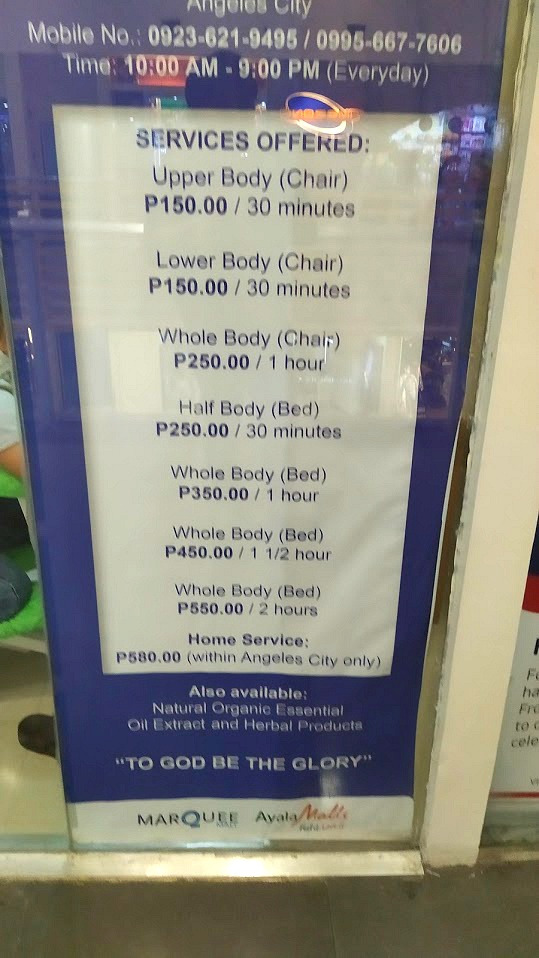 Angeles City
Mobile No.: 0923-621-9495 / 0995-667-7606
Time: 10:00 AM - 9:00 PM (Everyday)
SERVICES OFFERED:
Upper Body (Chair)
P150.00 / 30 minutes
Lower Body (Chair)
P150.00 / 30 minutes
Whole Body (Chair)
P250.00 / 1 hour
Half Body (Bed)
P250.00 / 30 minutes
Whole Body (Bed)
P350.00 / 1 hour
Whole Body (Bed)
P450.00 / 1 1/2 hour
Whole Body (Bed)
P550.00 / 2 hours
Home Service:
P580.00 (within Angeles City only)
Also available:
Natural Organic Essential
Oil Extract and Herbal Products
"TO GOD BE THE GLORY"
MARQUEE MALL AyalaMalls
to
cele